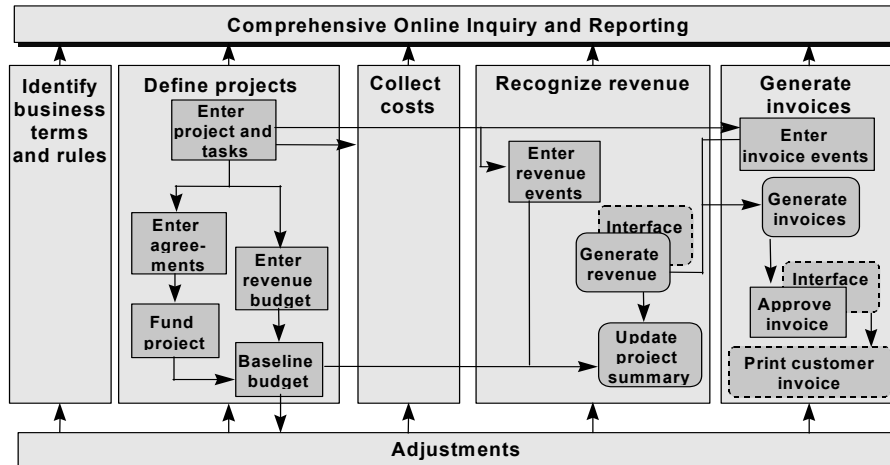 Comprehensive Online Inquiry and Reporting
Identify
business
terms
and rules
Define projects
Enter
project and
tasks
Enter
agree-
ments
Enter
revenue
budget
Fund
project
Baseline
budget
Collect
costs
Recognize revenue
Enter
revenue
events
Interface
Generate
revenue
Update
project
summary
Generate
invoices
Enter
invoice events
Generate
invoices
Interface
Approve
invoice
Print customer
invoice
Adjustments